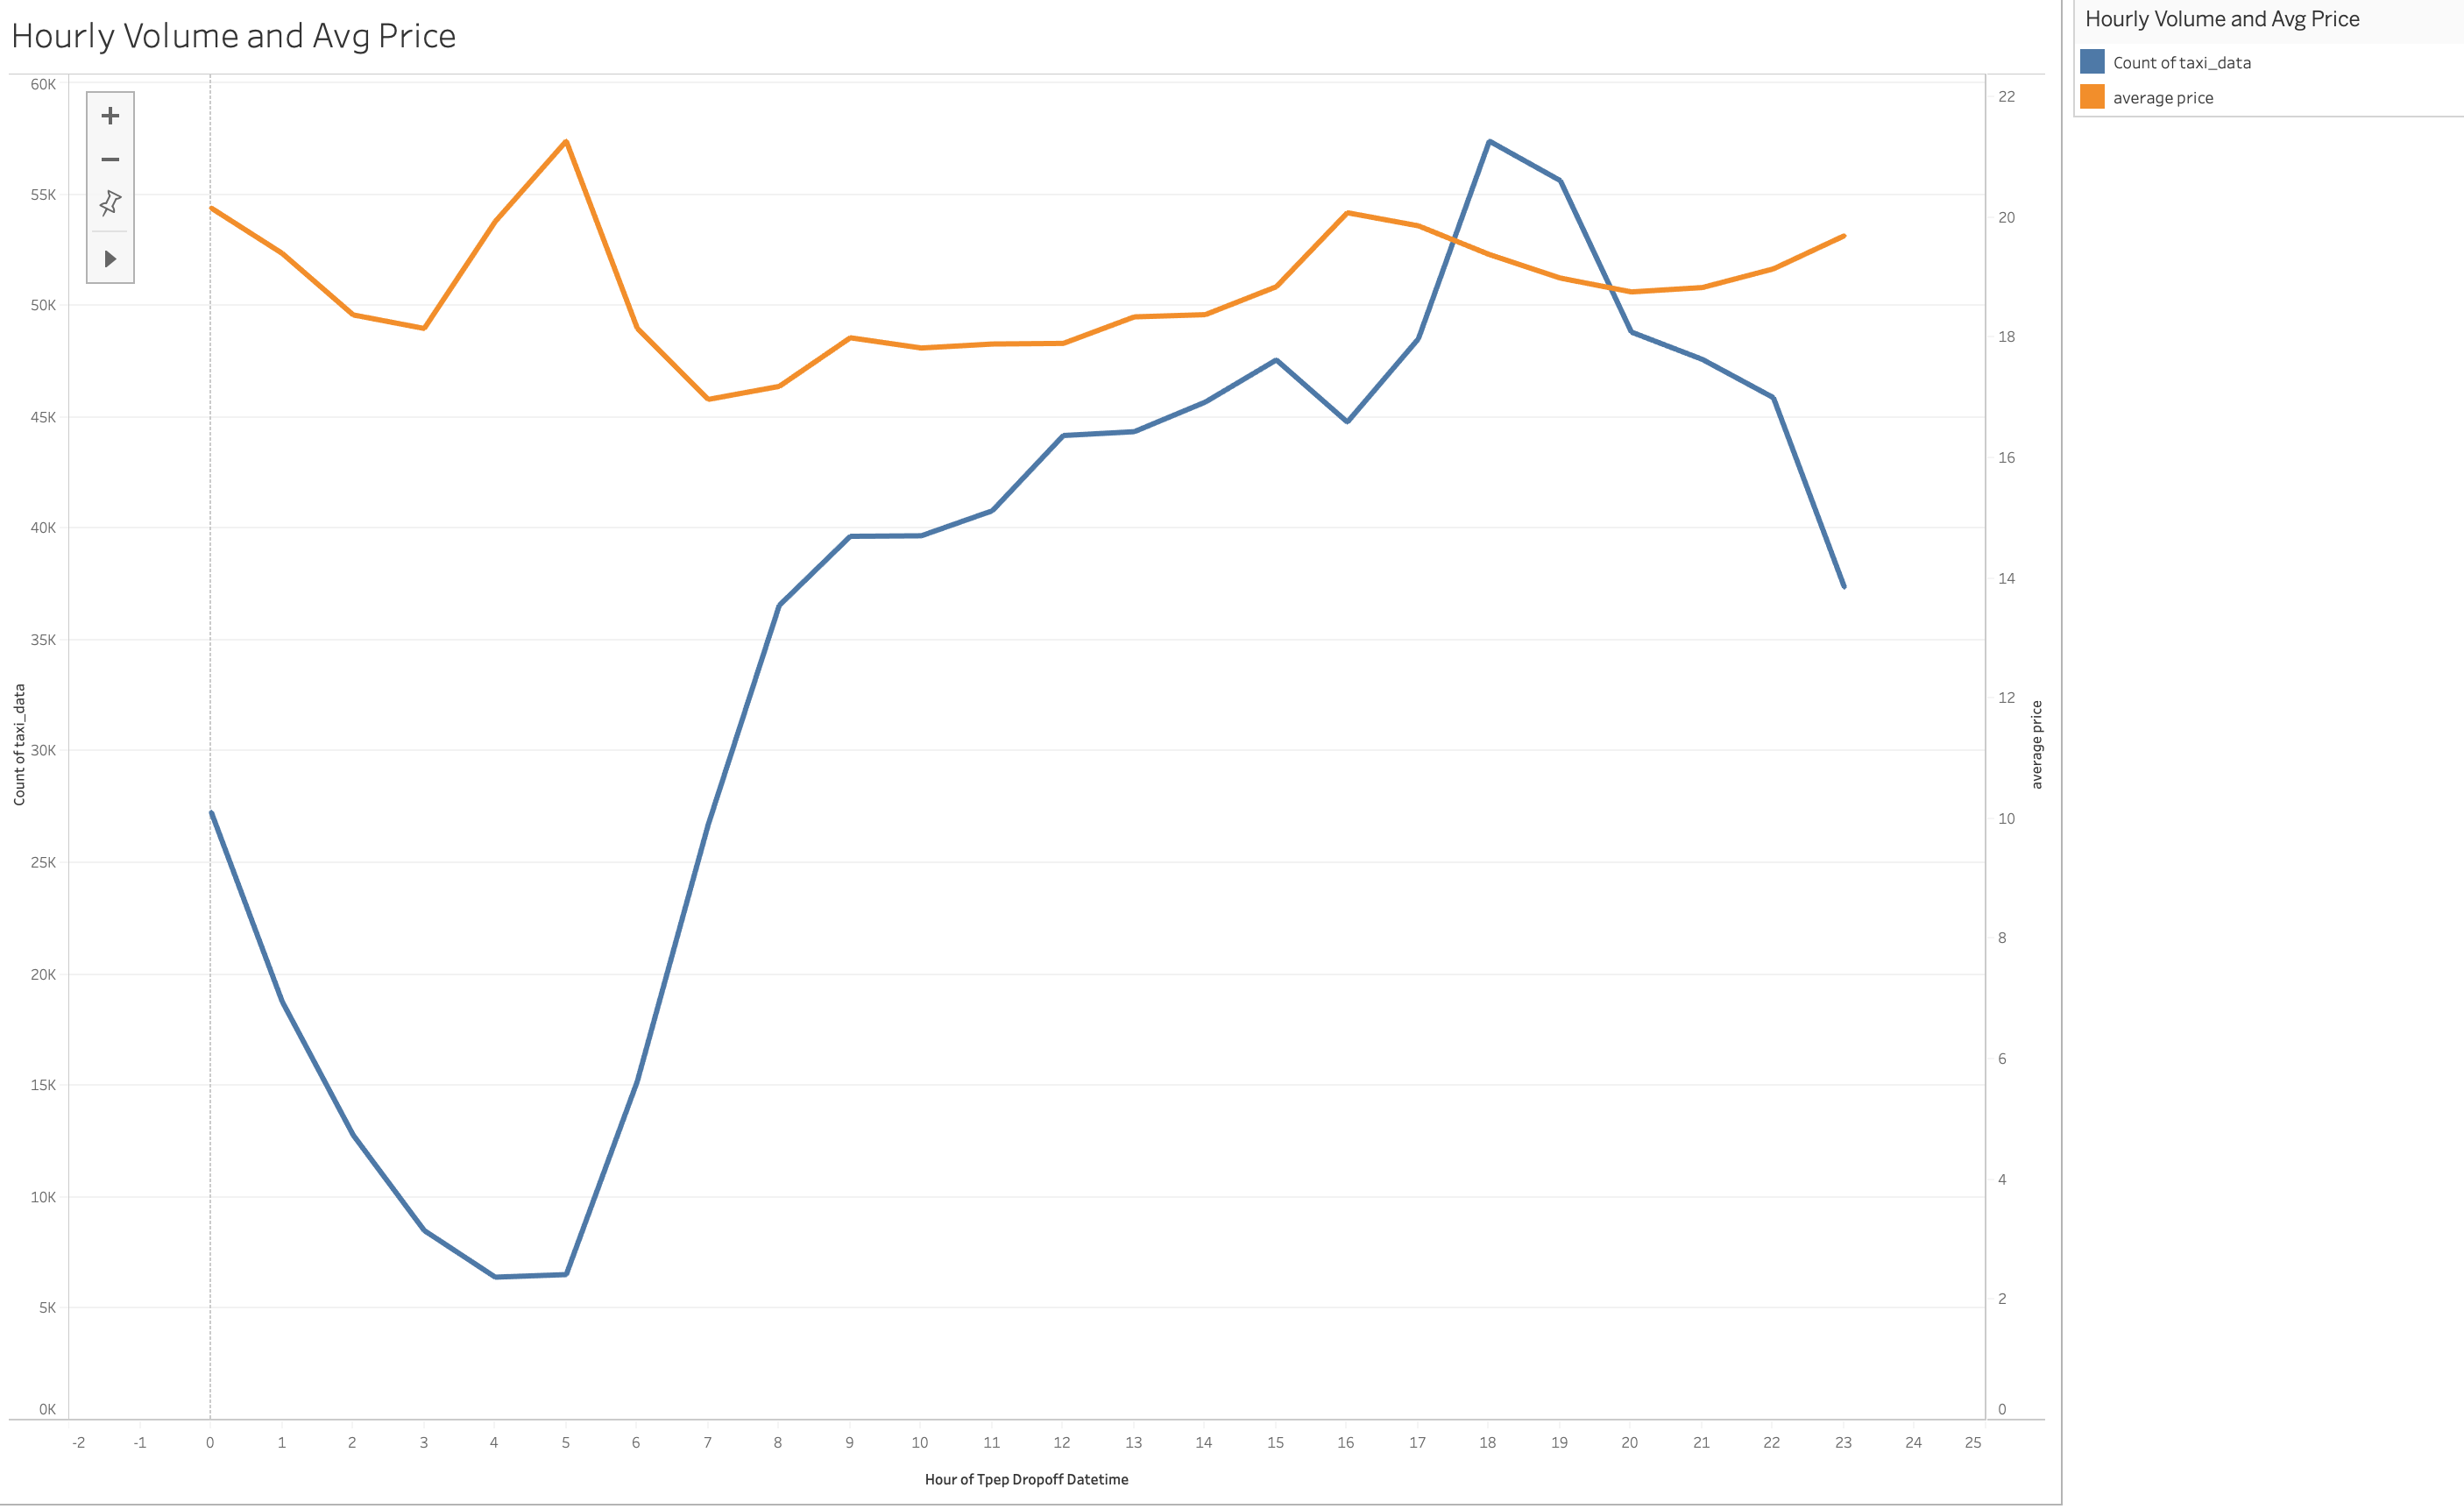 Hourly Volume and Avg Price
Hourly Volume and Avg Price
Count of taxi_data
average price
60K
55K
50K
45K
40K
35K
30K
25K
20K
15K
10K
5K
0K
Count of taxi_data
22
20
18
16
14
12
10
8
6
4
2
0
average price
-2 -1 0 1 2 3 4 5 6 7 8 9 10 11 12 13 14 15 16 17 18 19 20 21 22 23 24 25
Hour of Tpep Dropoff Datetime